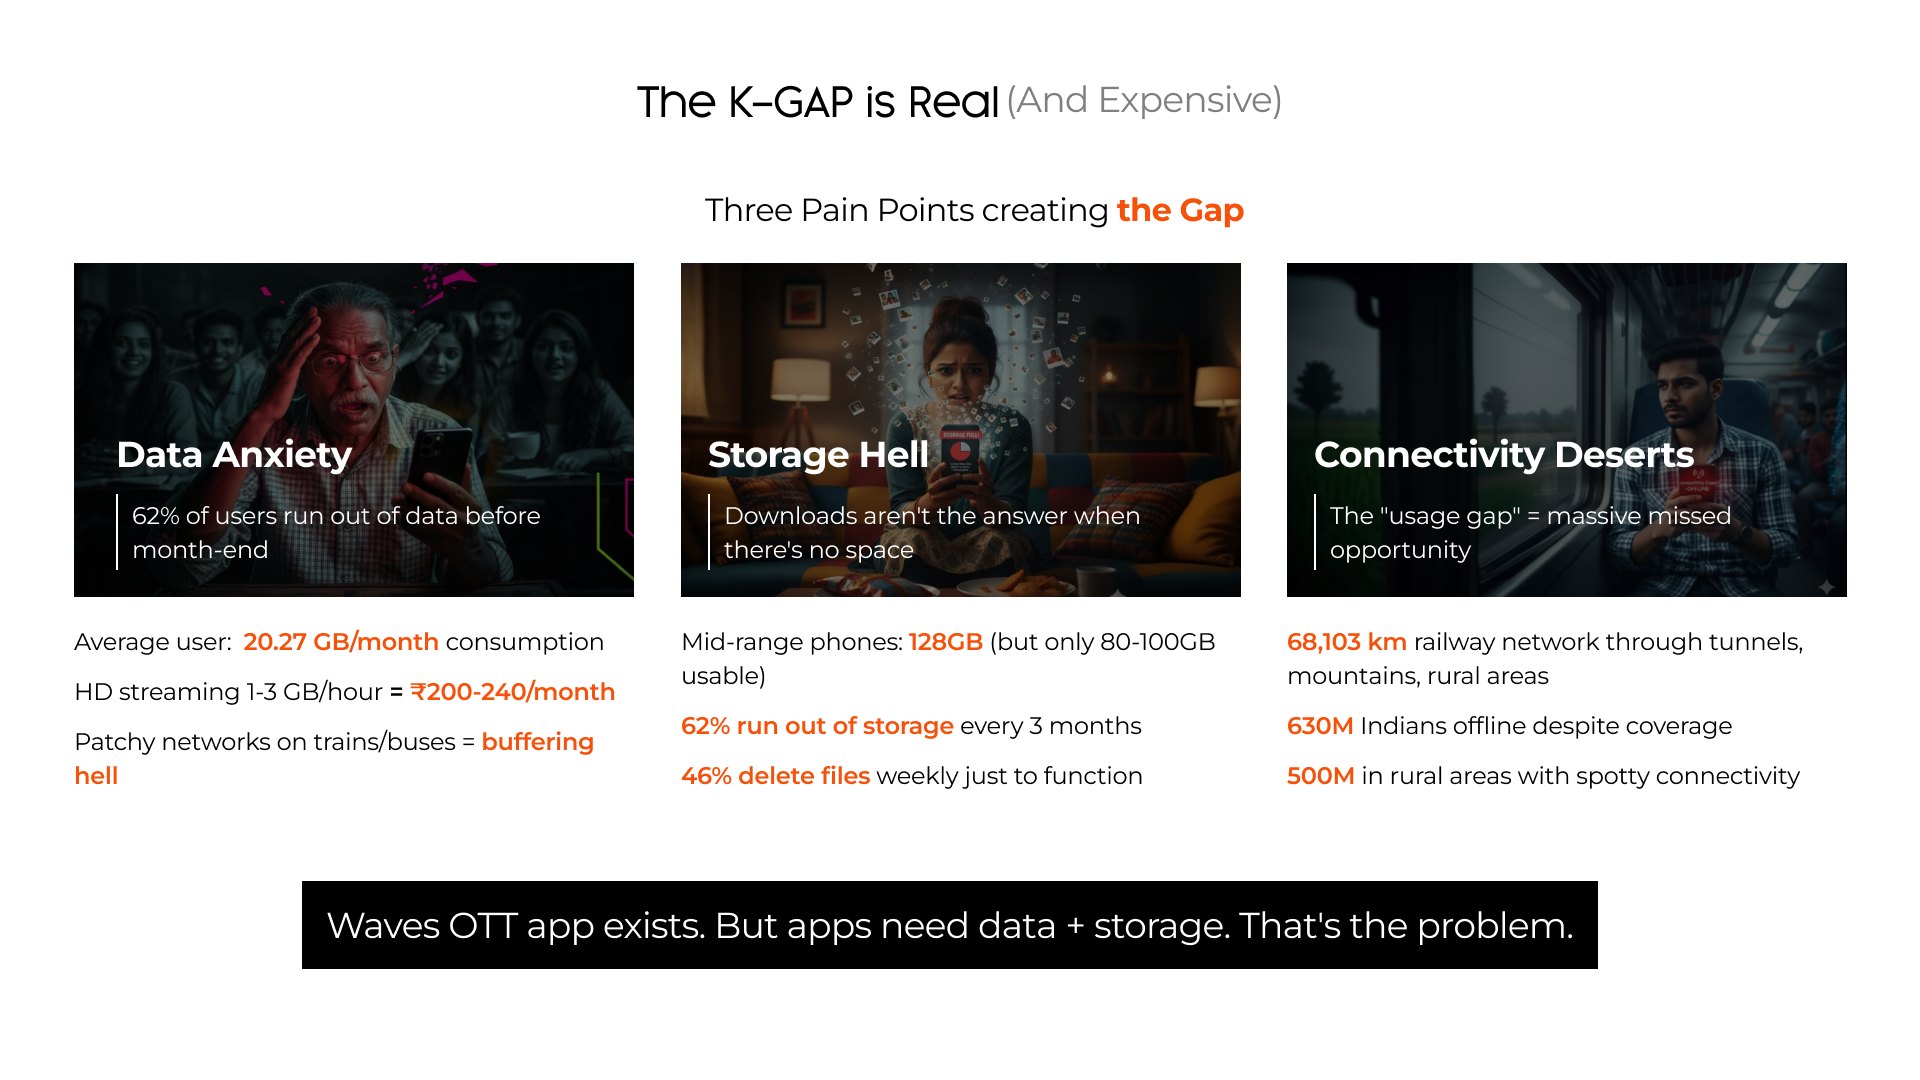 The K-GAP is Real (And Expensive)
Three Pain Points creating the Gap
Data Anxiety
62% of users run out of data before
month-end
Average user: 20.27 GB/month consumption
HD streaming 1-3 GB/hour = ₹200-240/month
Patchy networks on trains/buses = buffering
hell
STORAGE FULL!
Storage Hell
Downloads aren't the answer when
there's no space
Mid-range phones: 128GB (but only 80-100GB
usable)
62% run out of storage every 3 months
46% delete files weekly just to function
Connectivity Deserts
OFFLINE
The "usage gap" = massive missed
opportunity
68,103 km railway network through tunnels,
mountains, rural areas
630M Indians offline despite coverage
500M in rural areas with spotty connectivity
Waves OTT app exists. But apps need data + storage. That's the problem.